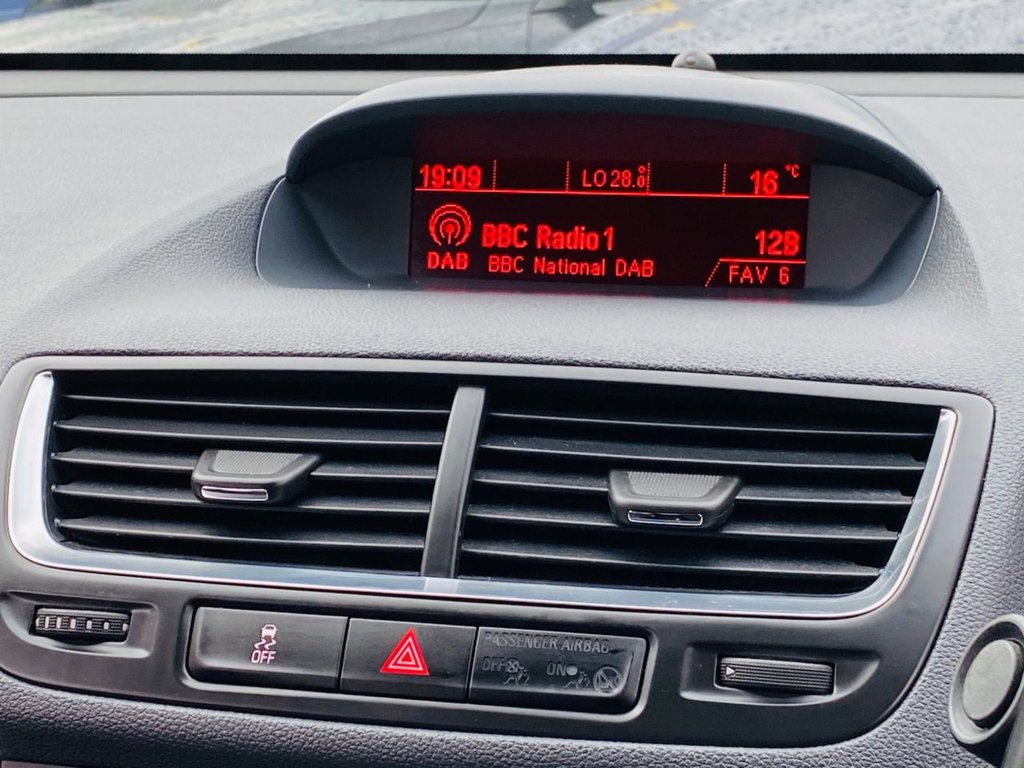 19:09 LO 28.0 16 °C
BBC Radio 1 12B
DAB BBC National DAB FAV 6
OFF
PASSENGER AIRBAG
OFF ON